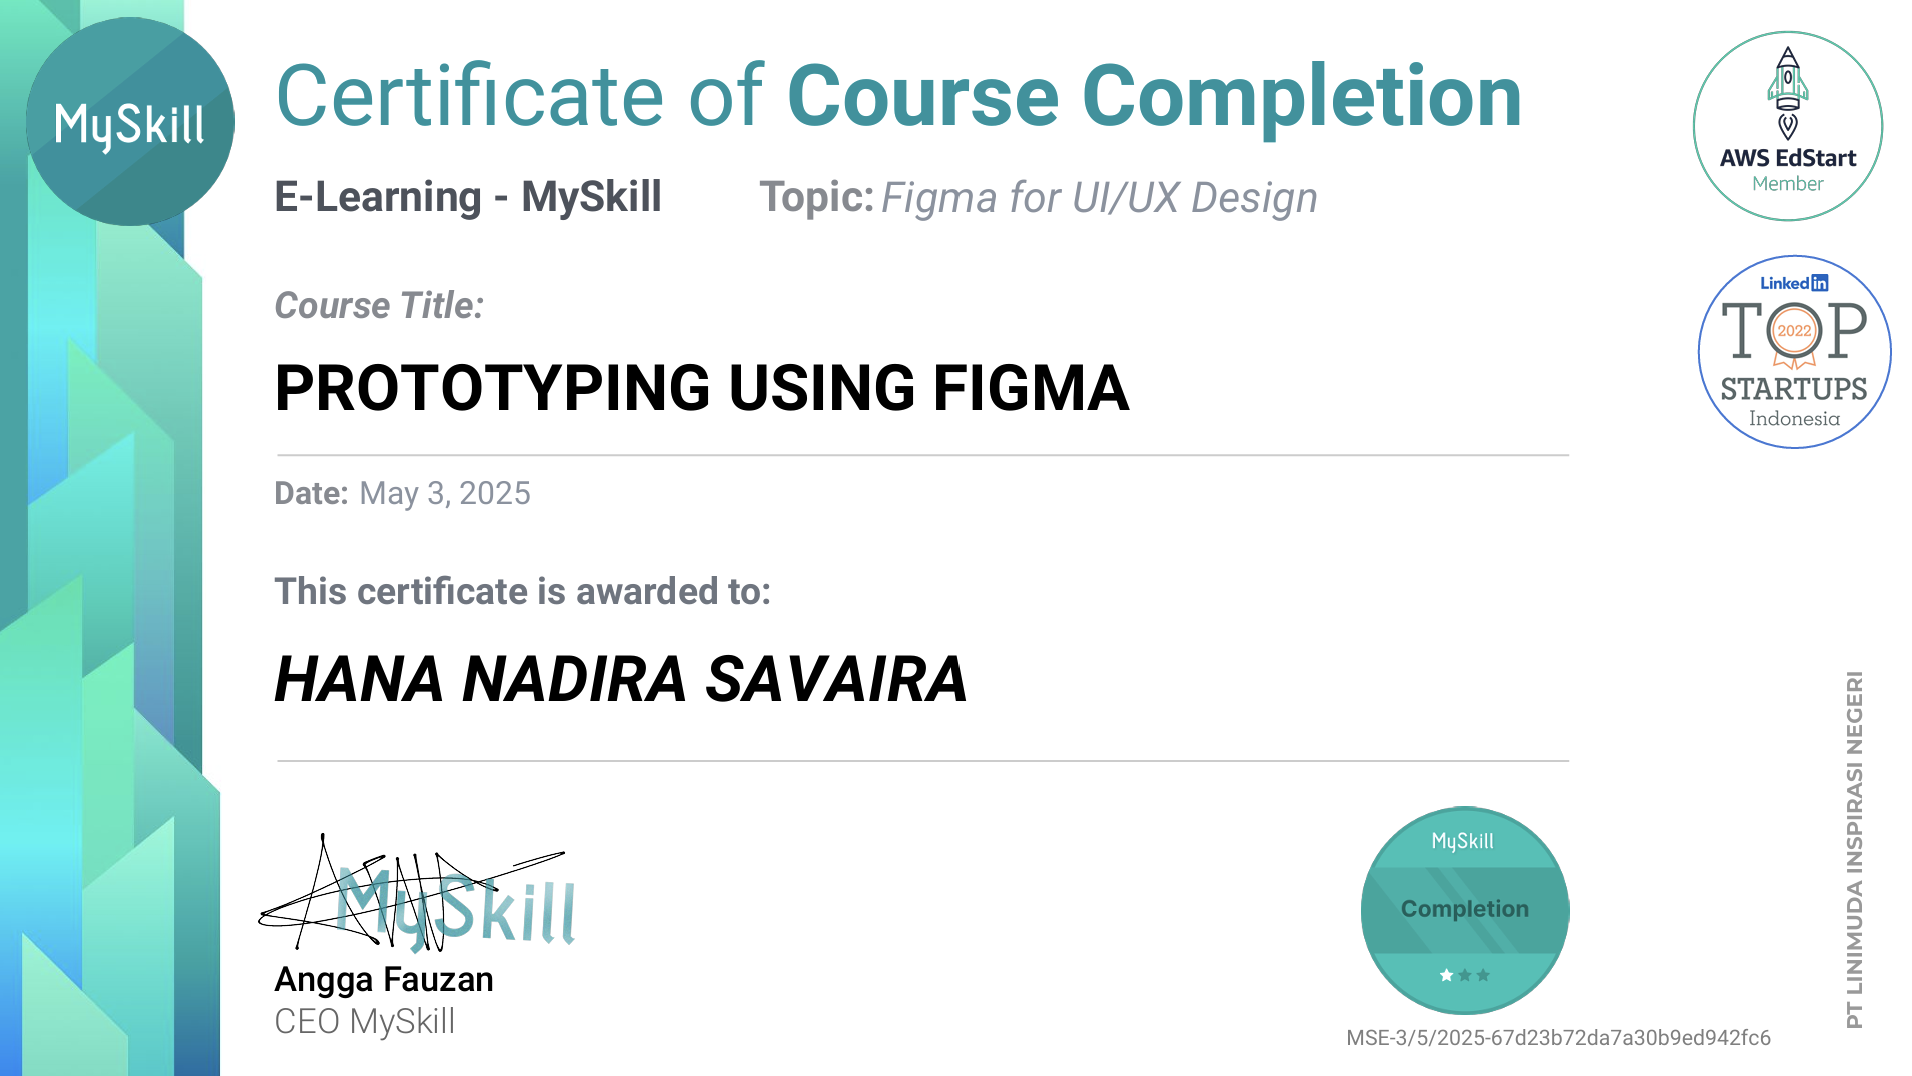 MySkill
Certificate of Course Completion
E-Learning - MySkill
Topic: Figma for UI/UX Design
AWS EdStart
Member
Course Title:
PROTOTYPING USING FIGMA
LinkedIn
TOP
2022
STARTUPS
Indonesia
Date: May 3, 2025
This certificate is awarded to:
HANA NADIRA SAVAIRA
MySkill
Angga Fauzan
CEO MySkill
MySkill
Completion
MSE-3/5/2025-67d23b72da7a30b9ed942fc6
PT LINIMUDA INSPIRASI NEGERI